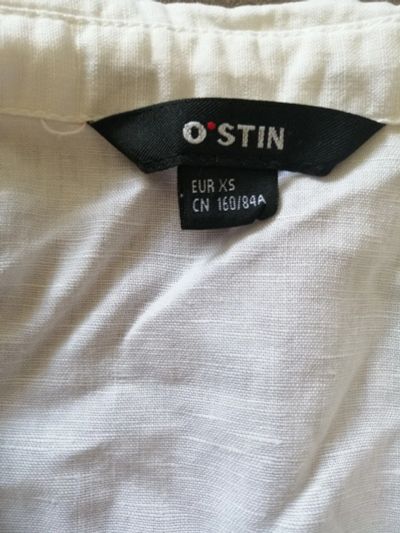 O'STIN
EUR XS
CN 160/84A